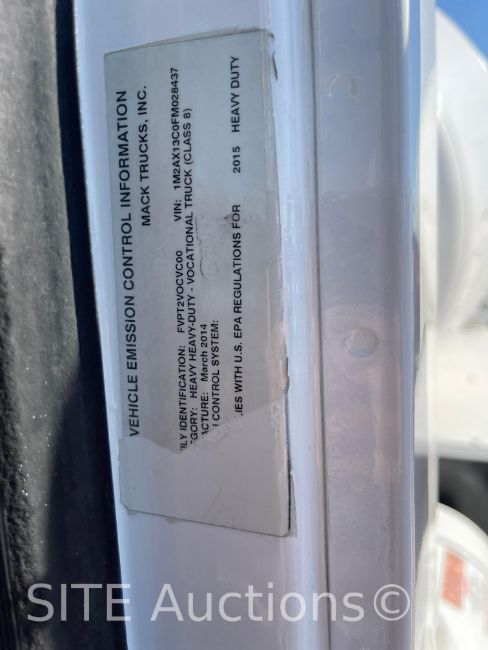 VEHICLE EMISSION CONTROL INFORMATION
MACK TRUCKS, INC.
ILY IDENTIFICATION: FVPT2VOCVC00 VIN: 1M2AX13C0FM028437
EGORY: HEAVY HEAVY-DUTY - VOCATIONAL TRUCK (CLASS 8)
ACTURE: March 2014
CONTROL SYSTEM:
IES WITH U.S. EPA REGULATIONS FOR 2015 HEAVY DUTY
SITE Auctions©